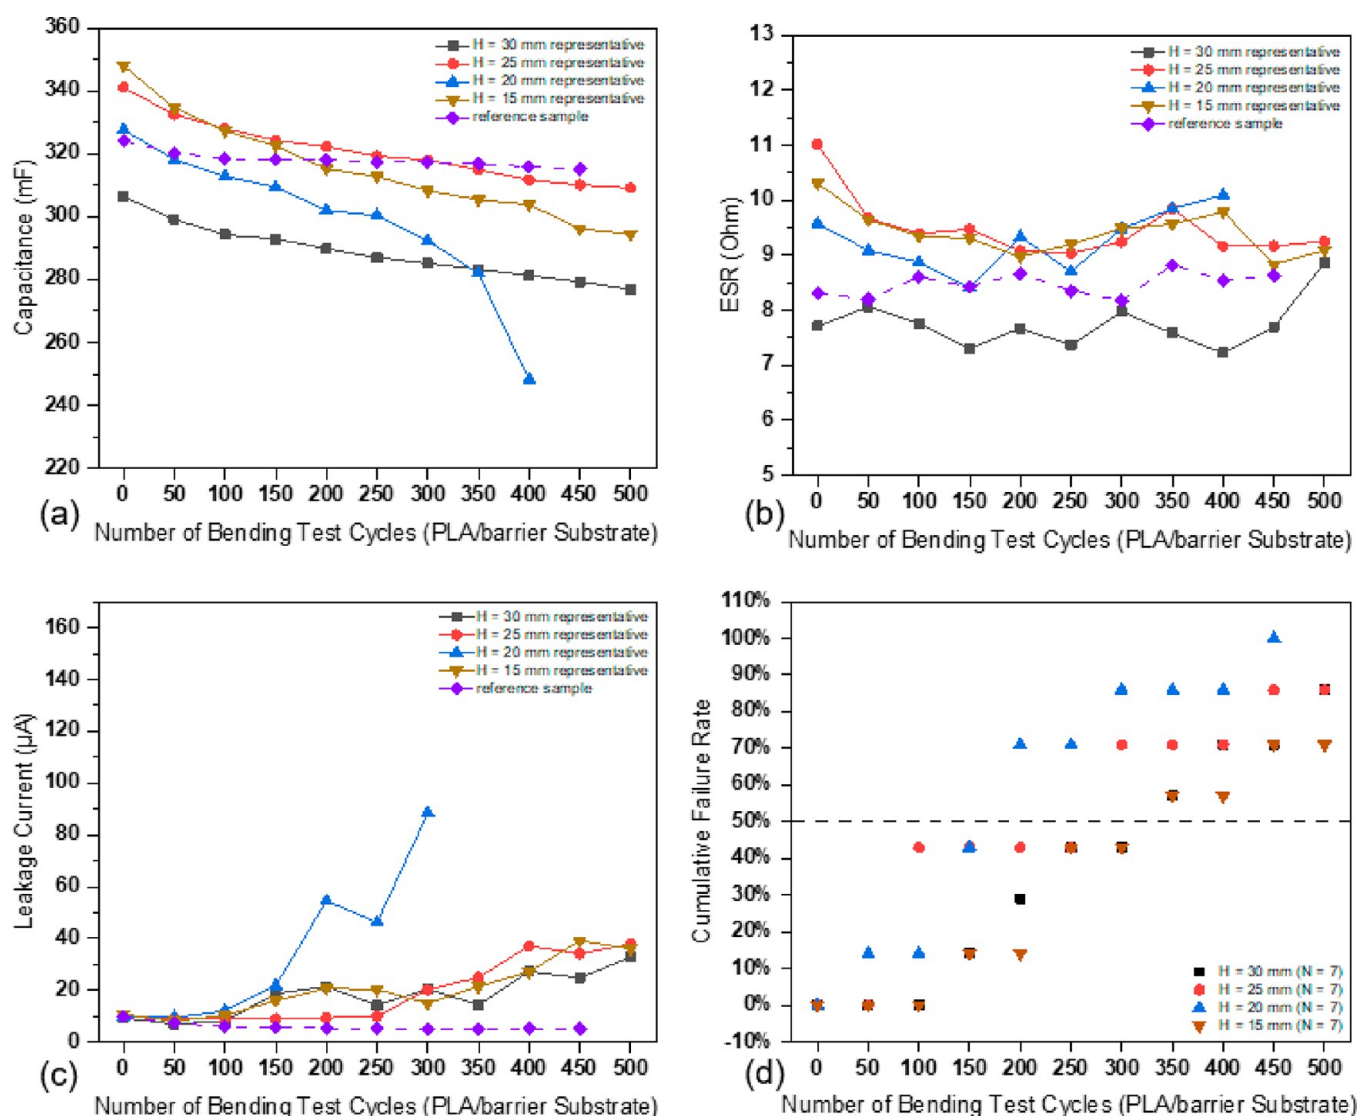 360
340
320
300
280
260
240
220
Capacitance (mF)
H = 30 mm representative
H = 25 mm representative
H = 20 mm representative
H = 15 mm representative
reference sample
0 50 100 150 200 250 300 350 400 450 500
(a)
Number of Bending Test Cycles (PLA/barrier Substrate)
13
12
11
10
9
8
7
6
5
ESR (Ohm)
H = 30 mm representative
H = 25 mm representative
H = 20 mm representative
H = 15 mm representative
reference sample
0 50 100 150 200 250 300 350 400 450 500
(b)
Number of Bending Test Cycles (PLA/barrier Substrate)
160
140
120
100
80
60
40
20
0
Leakage Current (µA)
H = 30 mm representative
H = 25 mm representative
H = 20 mm representative
H = 15 mm representative
reference sample
0 50 100 150 200 250 300 350 400 450 500
(c)
Number of Bending Test Cycles (PLA/barrier Substrate)
110%
100%
90%
80%
70%
60%
50%
40%
30%
20%
10%
0%
-10%
Cumulative Failure Rate
H = 30 mm (N = 7)
H = 25 mm (N = 7)
H = 20 mm (N = 7)
H = 15 mm (N = 7)
0 50 100 150 200 250 300 350 400 450 500
(d)
Number of Bending Test Cycles (PLA/barrier Substrate)